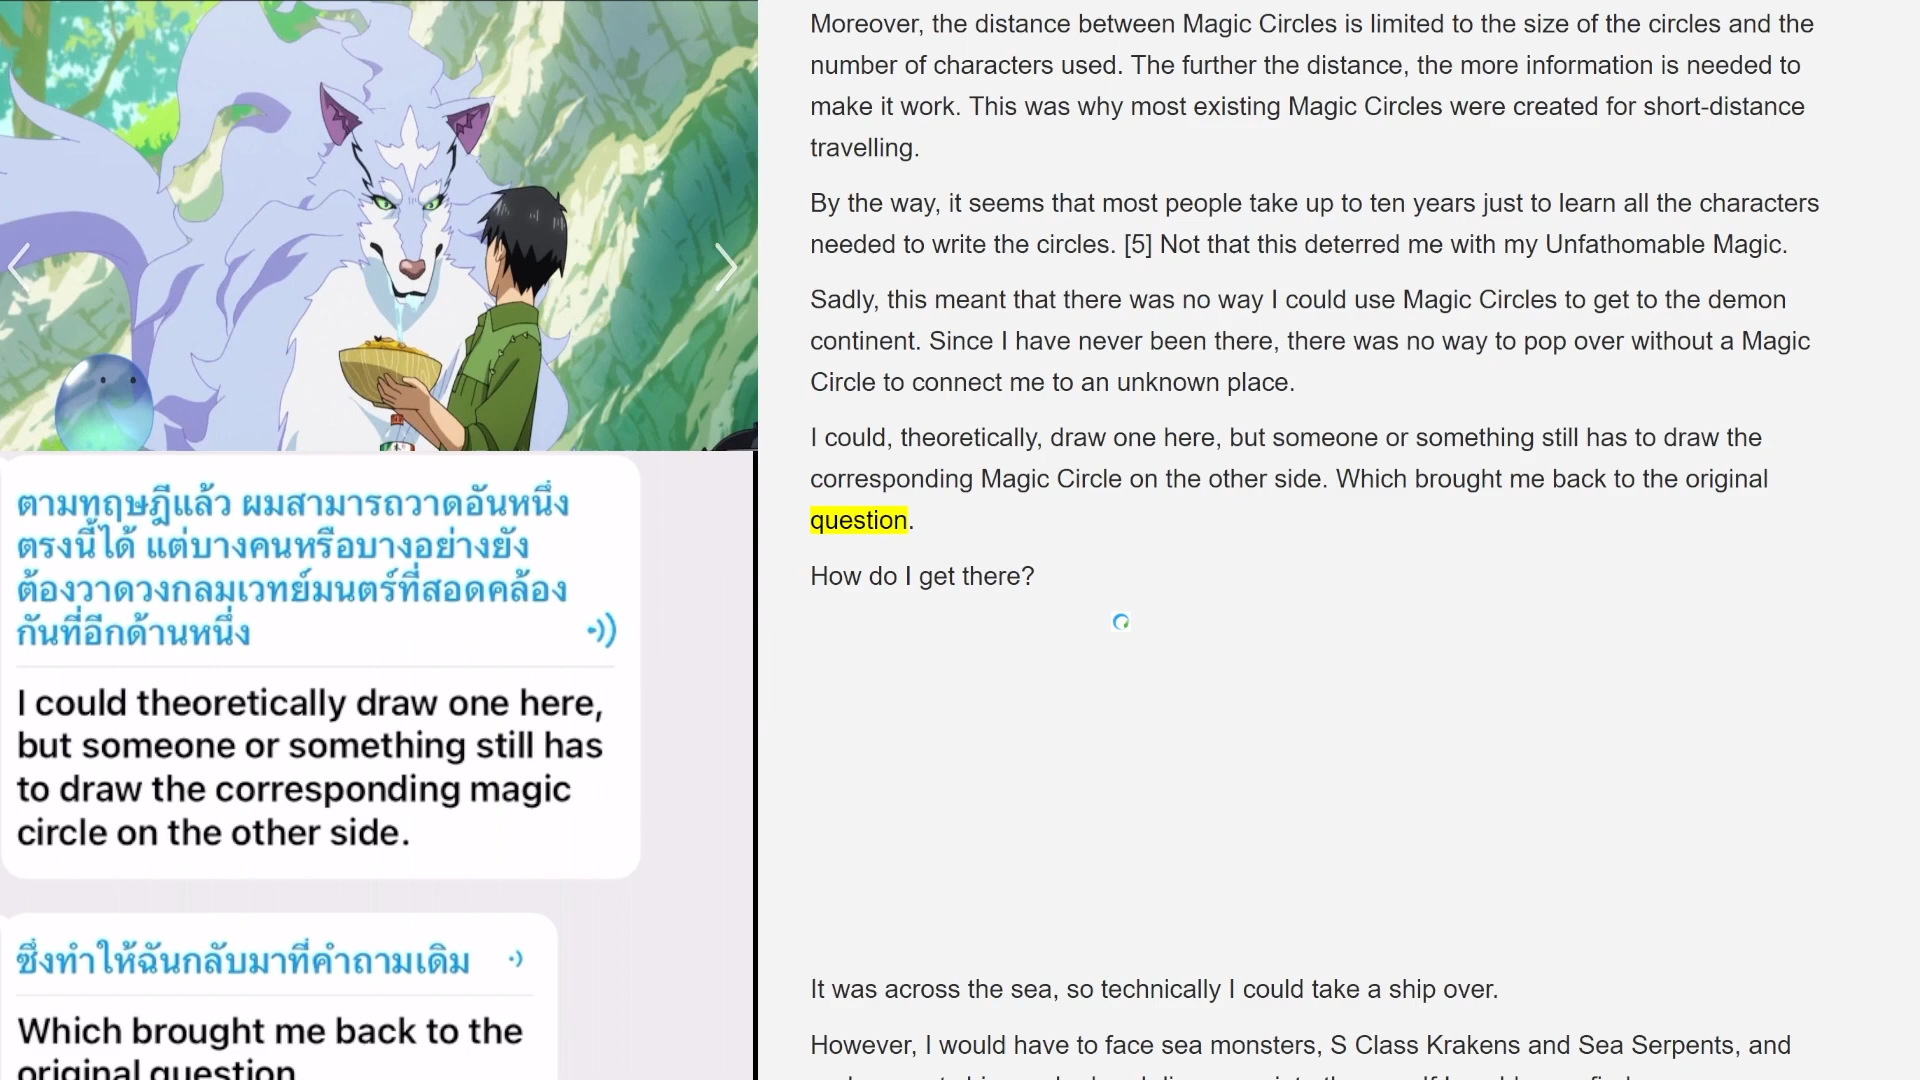 ตามทฤษฎีแล้ว ผมสามารถวาดอันหนึ่ง
ตรงนี้ได้ แต่บางคนหรือบางอย่างยัง
ต้องวาดวงกลมเวทย์มนตร์ที่สอดคล้อง
กันที่อีกด้านหนึ่ง
I could theoretically draw one here,
but someone or something still has
to draw the corresponding magic
circle on the other side.
ซึ่งทำให้ฉันกลับมาที่คำถามเดิม
Which brought me back to the
original question.
Moreover, the distance between Magic Circles is limited to the size of the circles and the
number of characters used. The further the distance, the more information is needed to
make it work. This was why most existing Magic Circles were created for short-distance
travelling.
By the way, it seems that most people take up to ten years just to learn all the characters
needed to write the circles. [5] Not that this deterred me with my Unfathomable Magic.
Sadly, this meant that there was no way I could use Magic Circles to get to the demon
continent. Since I have never been there, there was no way to pop over without a Magic
Circle to connect me to an unknown place.
I could, theoretically, draw one here, but someone or something still has to draw the
corresponding Magic Circle on the other side. Which brought me back to the original
question.
How do I get there?
It was across the sea, so technically I could take a ship over.
However, I would have to face sea monsters, S Class Krakens and Sea Serpents, and